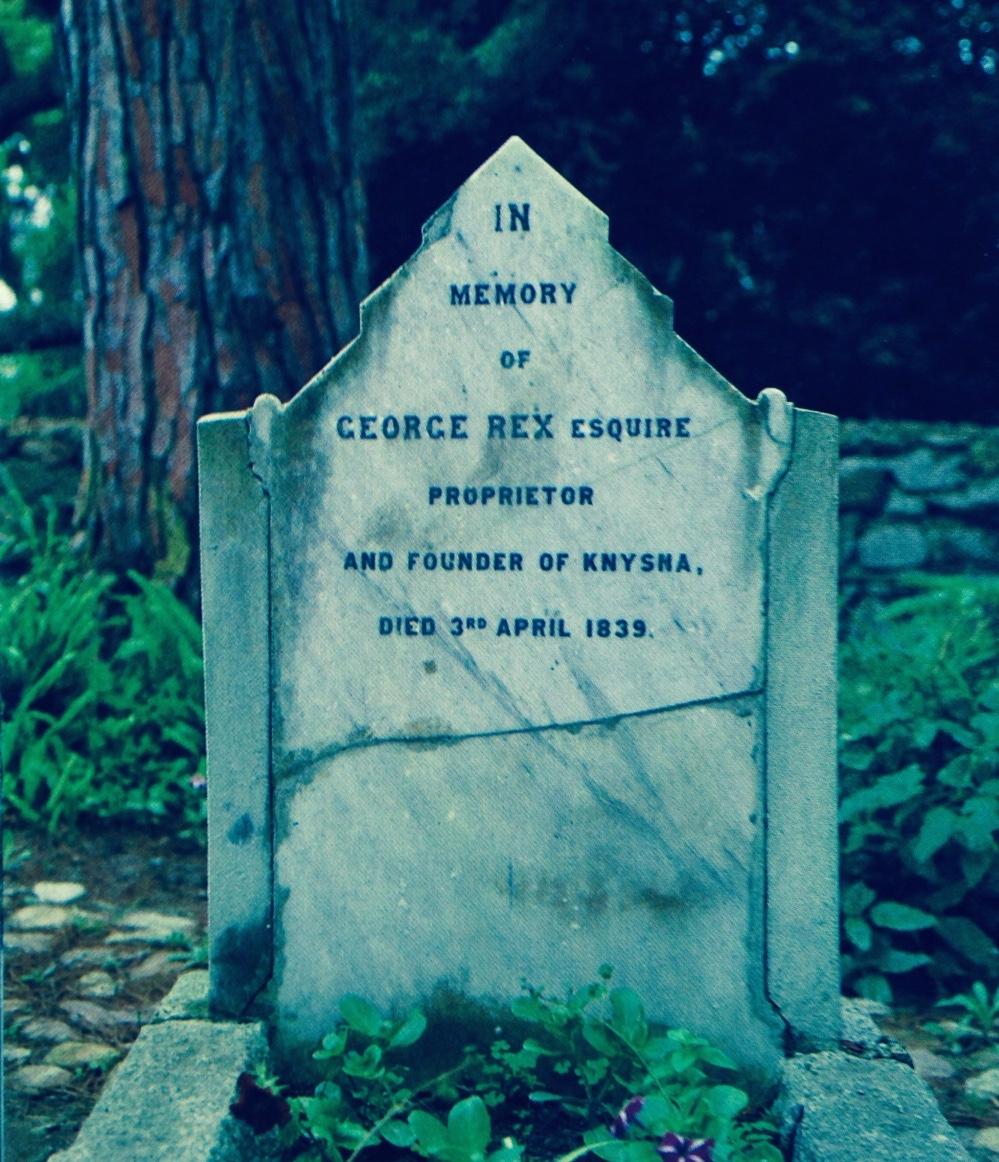 IN
MEMORY
OF
GEORGE REX ESQUIRE
PROPRIETOR
AND FOUNDER OF KNYSNA,
DIED 3RD APRIL 1839.